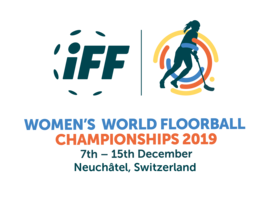 iFF
WOMEN'S WORLD FLOORBALL
CHAMPIONSHIPS 2019
7th – 15th December
Neuchâtel, Switzerland